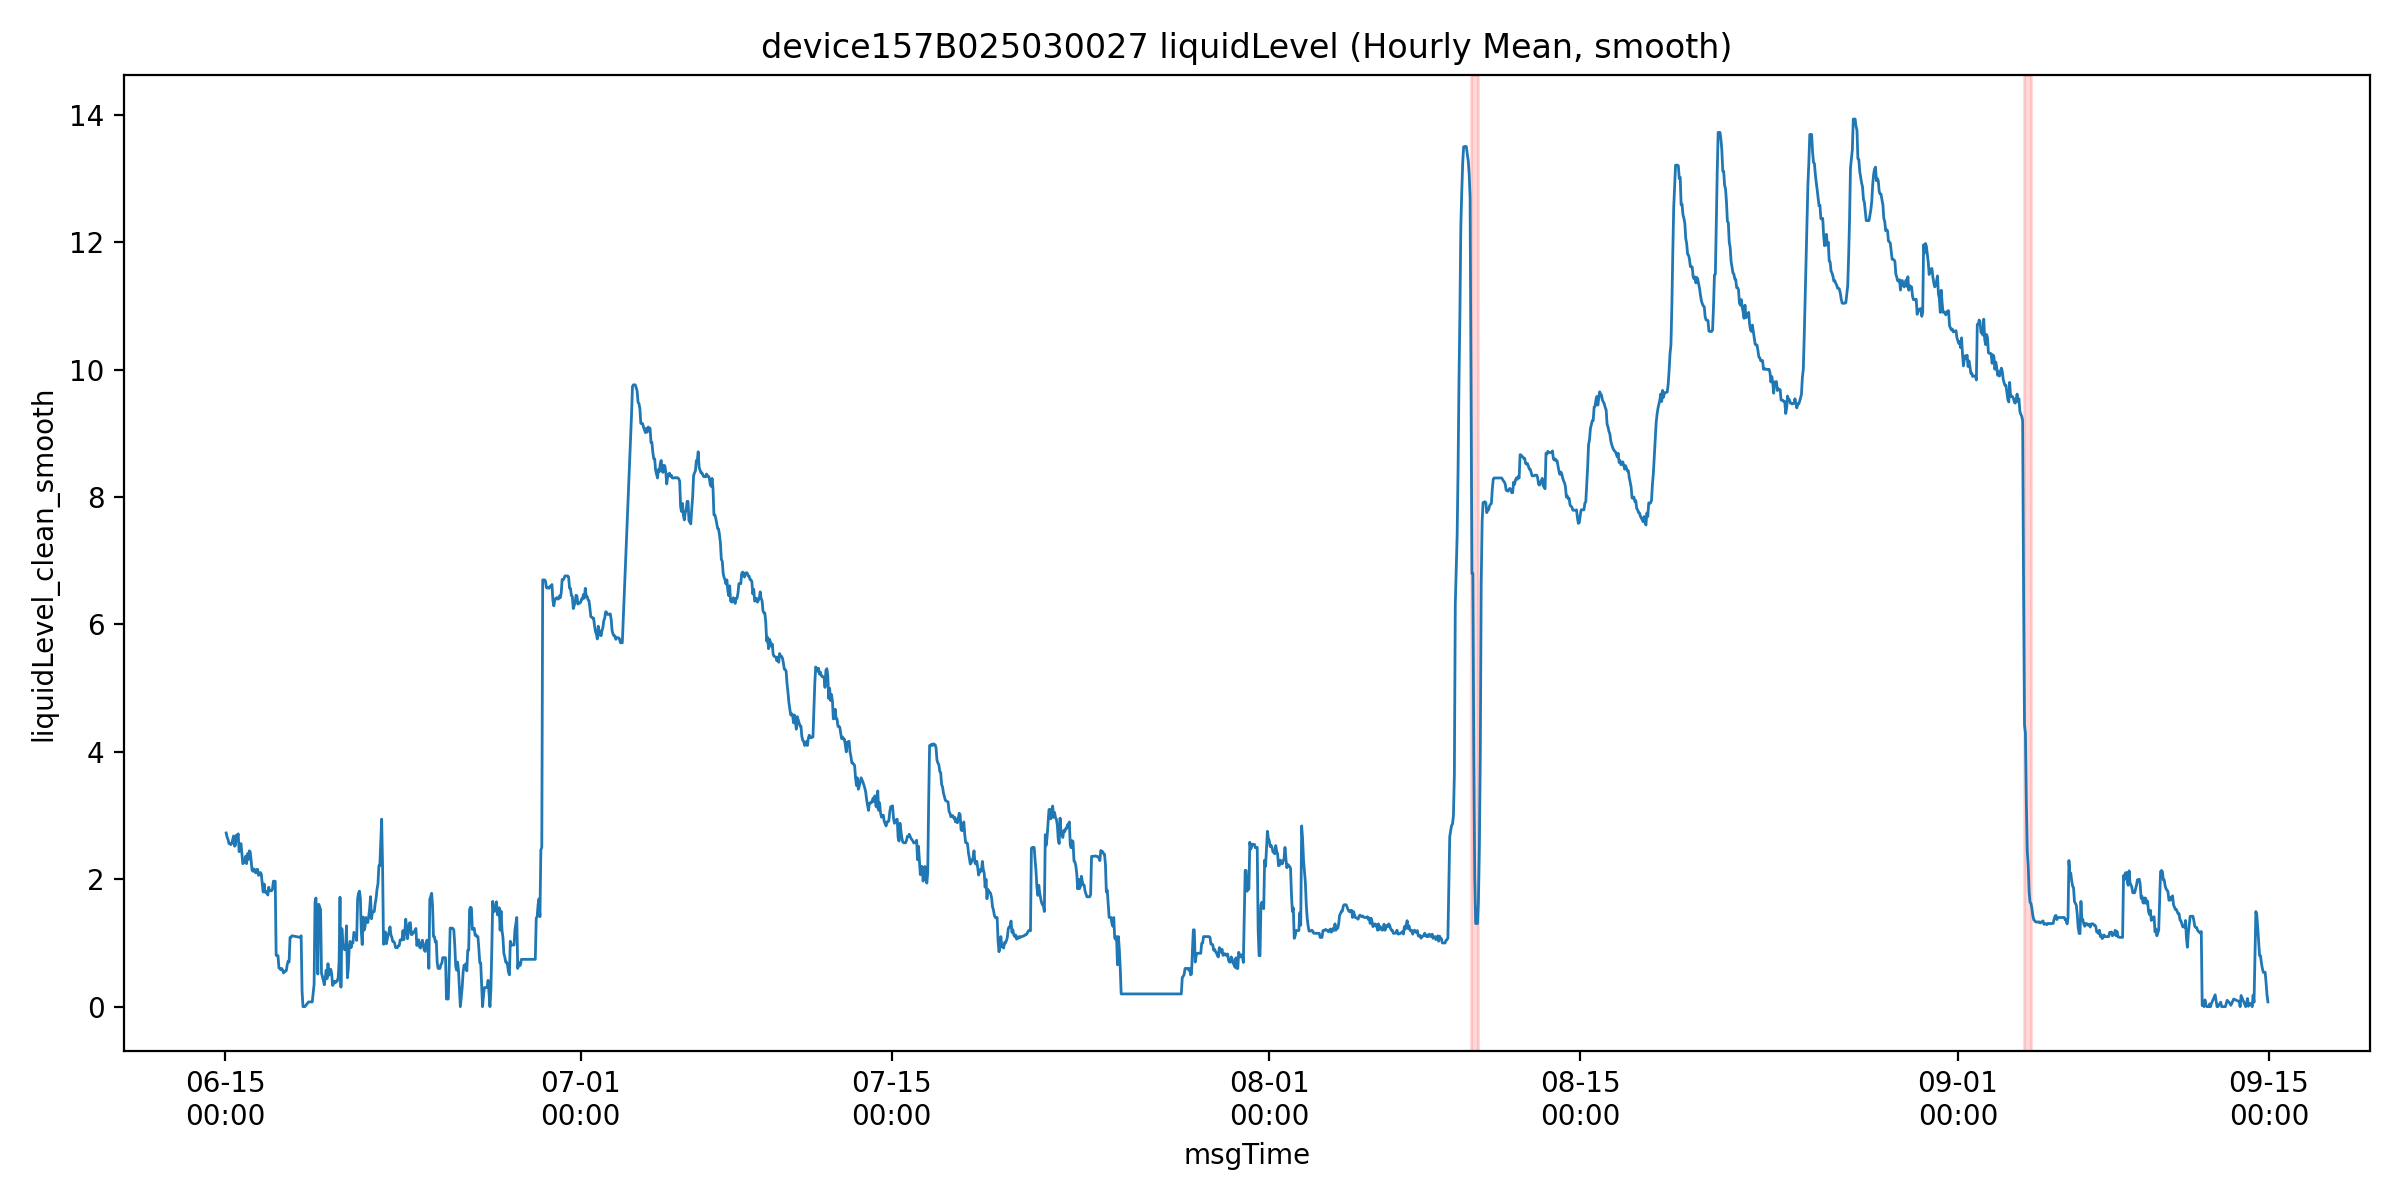 device157B025030027 liquidLevel (Hourly Mean, smooth)
liquidLevel_clean_smooth
14
12
10
8
6
4
2
0
06-15 07-01 07-15 08-01 08-15 09-01 09-15
00:00 00:00 00:00 00:00 00:00 00:00 00:00
msgTime